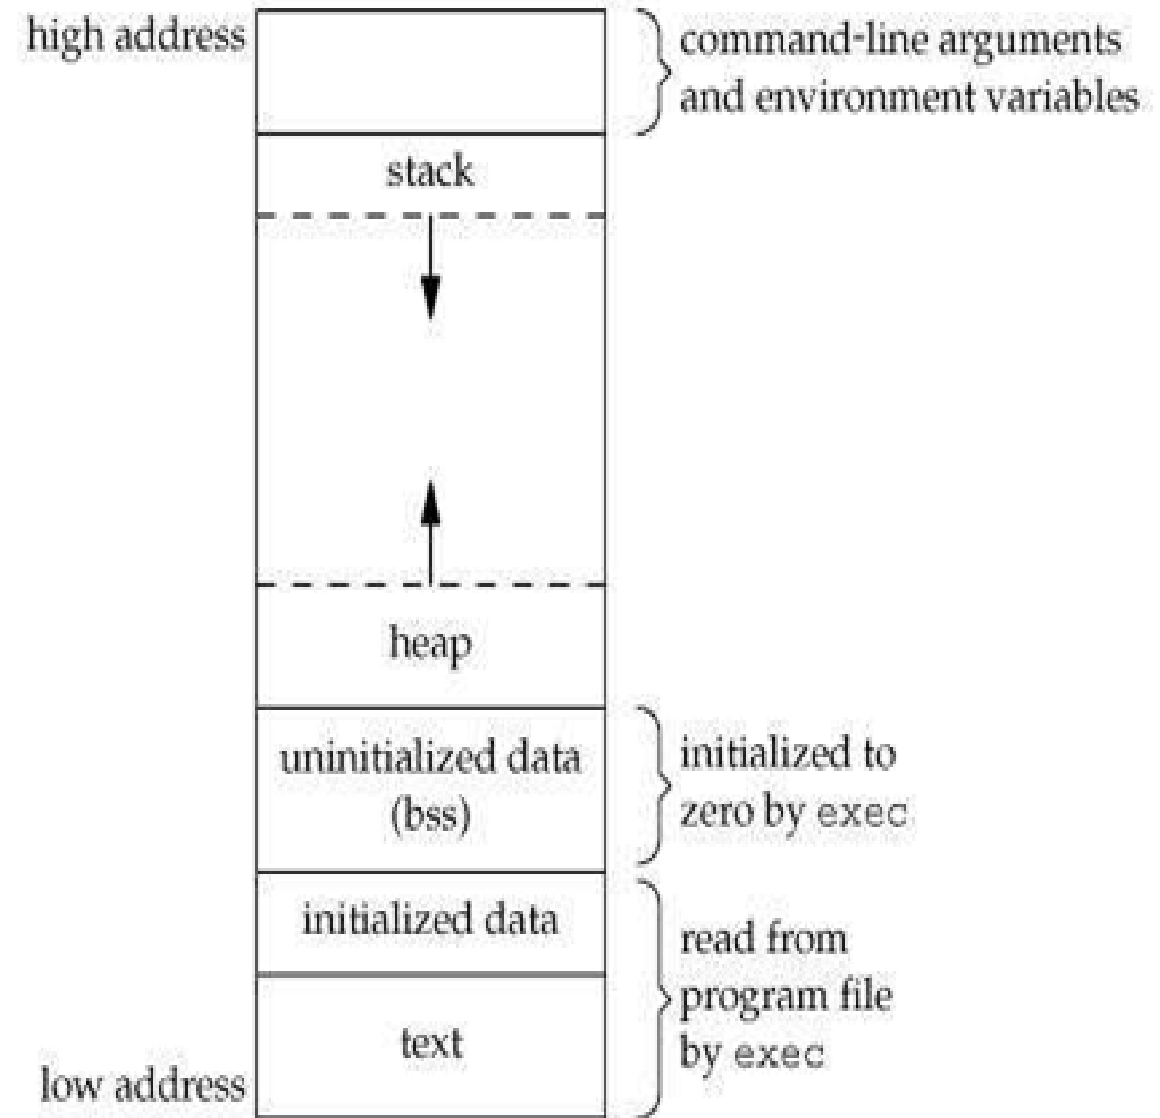 high address
command-line arguments
and environment variables
stack
heap
uninitialized data
(bss)
initialized to
zero by exec
initialized data
read from
program file
by exec
text
low address